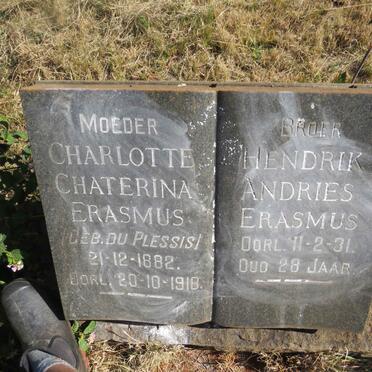 MOEDER
CHARLOTTE
CHATERINA
ERASMUS
(GEB. DU PLESSIS)
21-12-1882.
OORL. 20-10-1918.
BROER
HENDRIK
ANDRIES
ERASMUS
OORL. 11-2-31.
OUD 28 JAAR